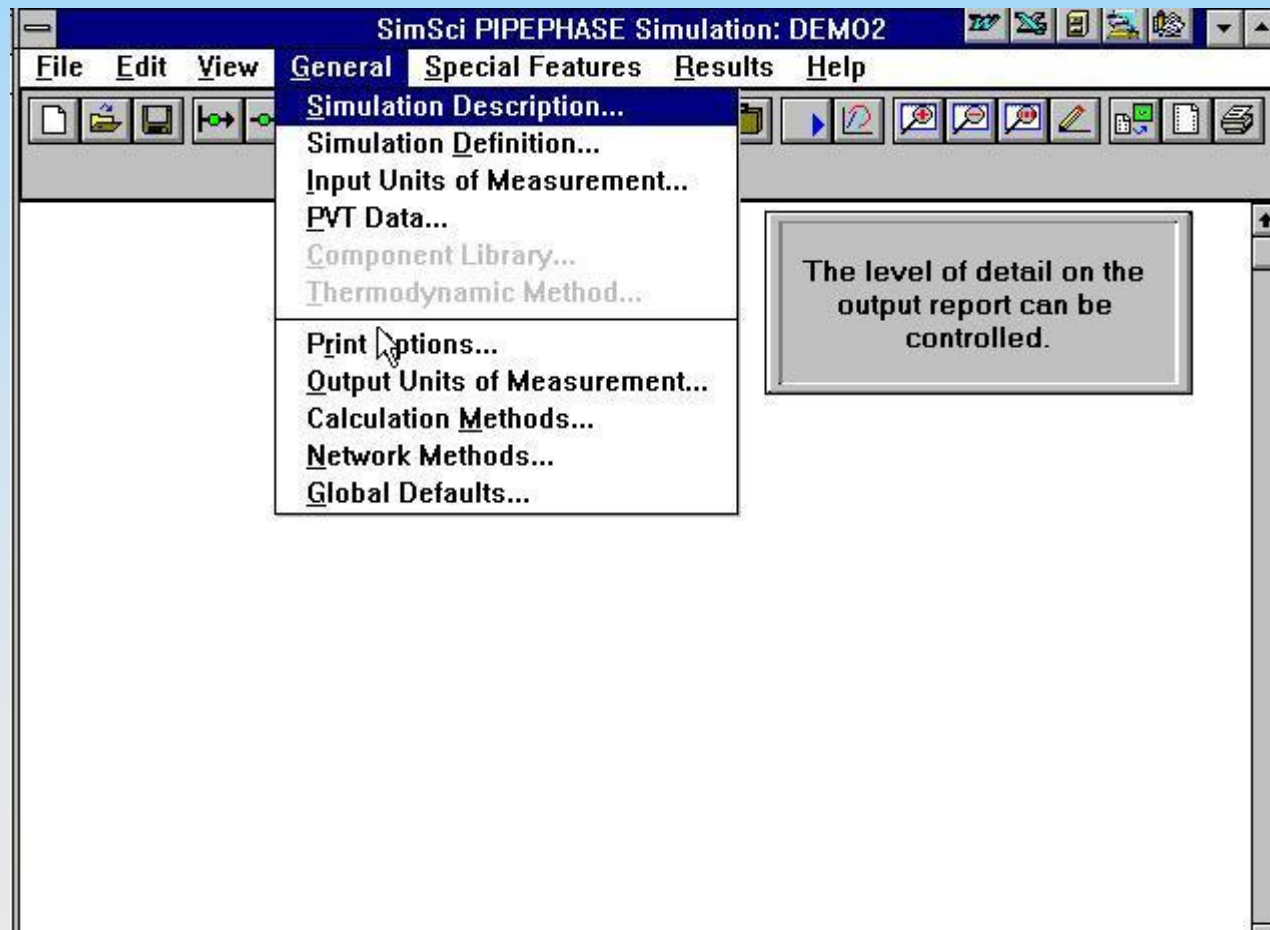 SimSci PIPEPHASE Simulation: DEMO2
File Edit View General Special Features Results Help
Simulation Description...
Simulation Definition...
Input Units of Measurement...
PVT Data...
Component Library...
Thermodynamic Method...
Print Options...
Output Units of Measurement...
Calculation Methods...
Network Methods...
Global Defaults...
The level of detail on the
output report can be
controlled.